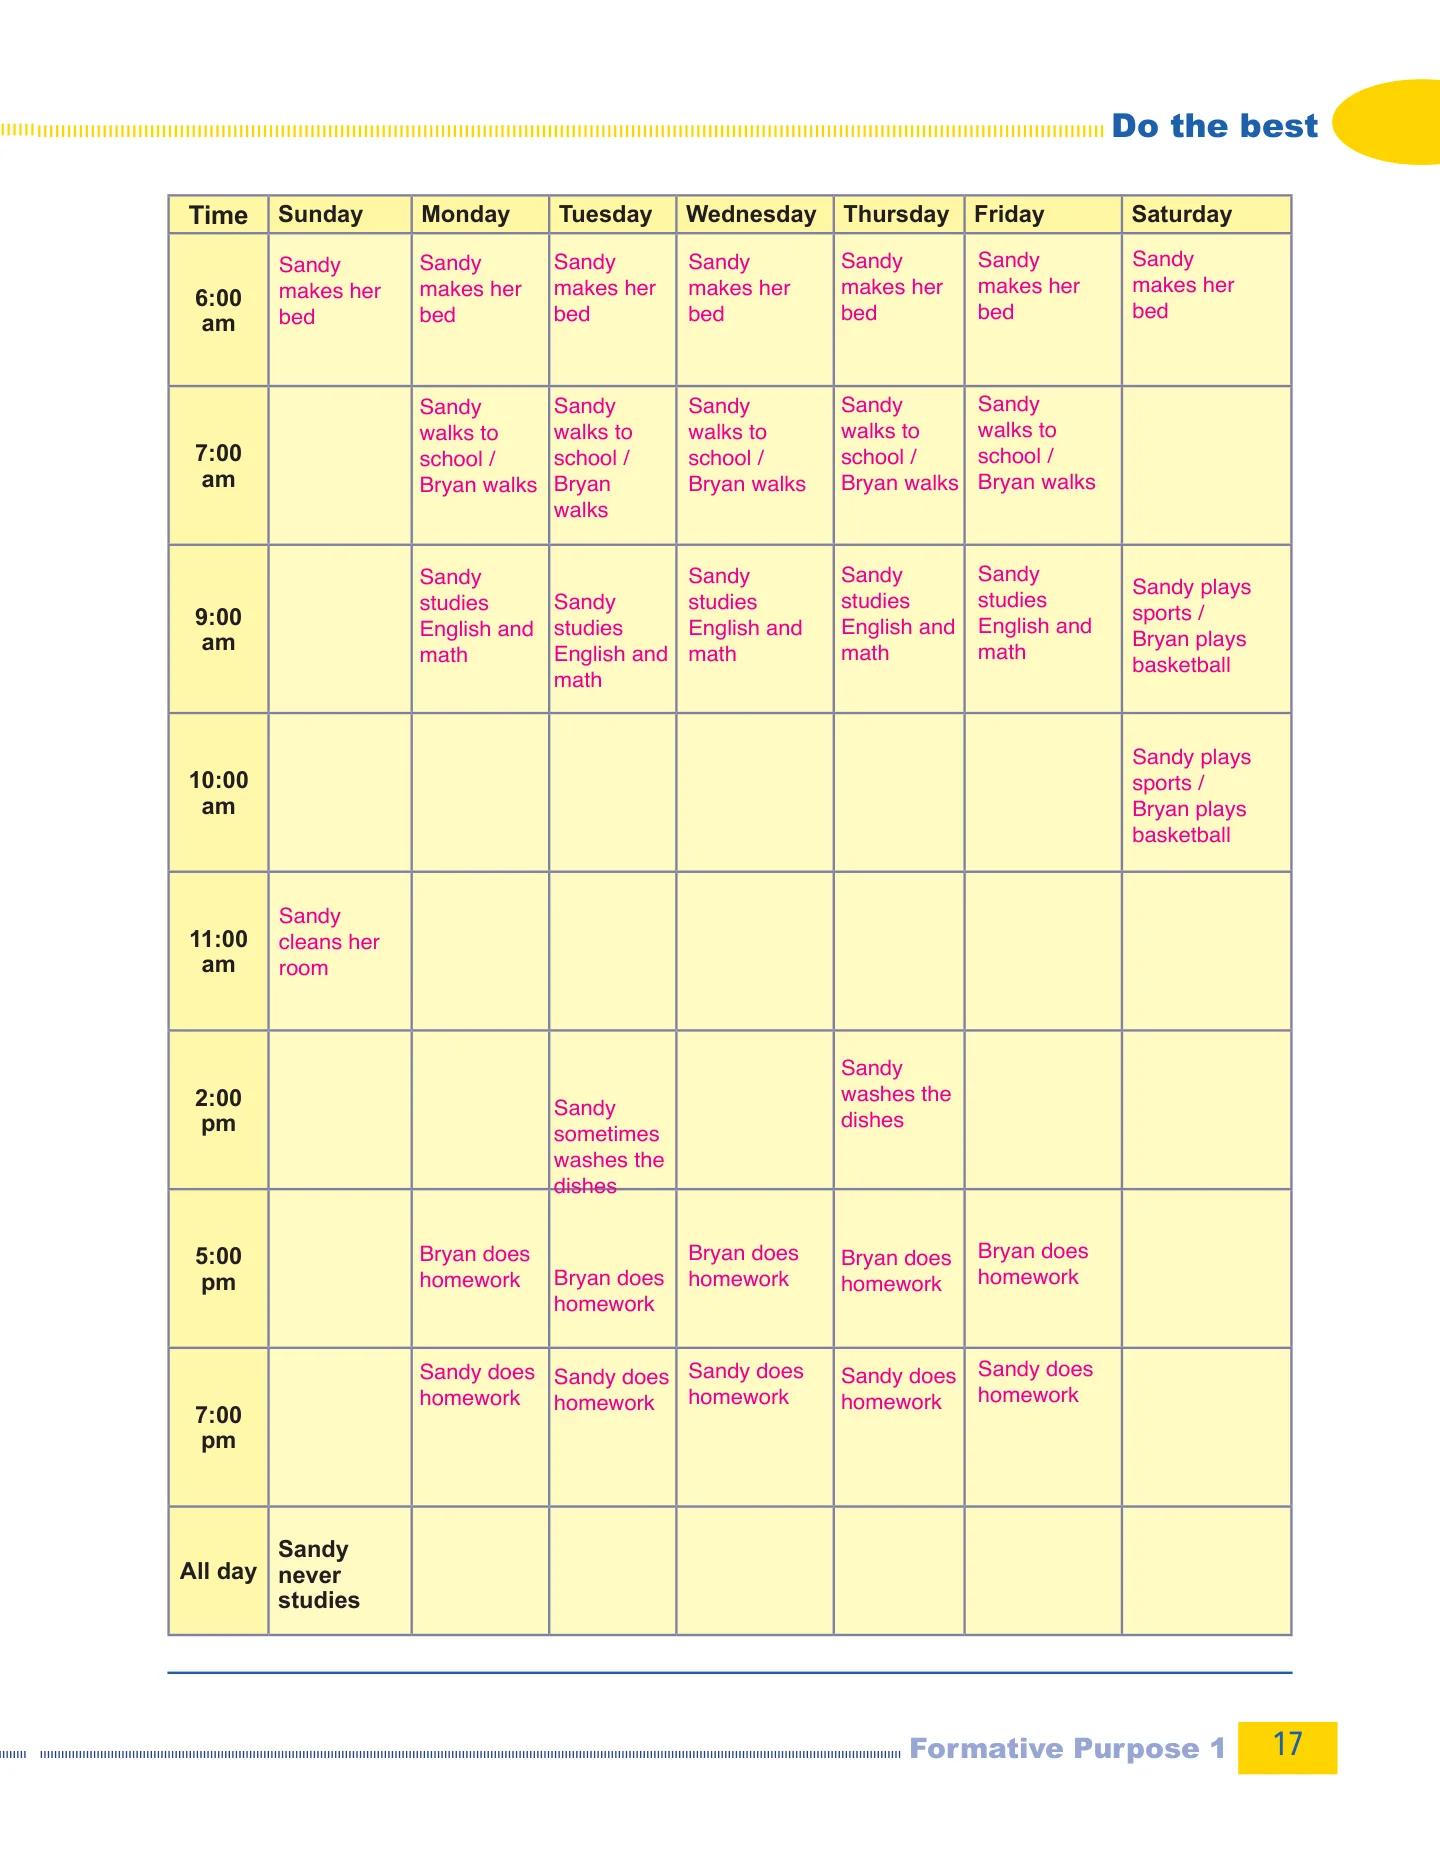 Do the best
Time
Sunday
Monday
Tuesday
Wednesday
Thursday
Friday
Saturday
6:00
am
Sandy
makes her
bed
Sandy
makes her
bed
Sandy
makes her
bed
Sandy
makes her
bed
Sandy
makes her
bed
Sandy
makes her
bed
Sandy
makes her
bed
7:00
am
Sandy
walks to
school /
Bryan walks
Sandy
walks to
school /
Bryan
walks
Sandy
walks to
school /
Bryan walks
Sandy
walks to
school /
Bryan walks
Sandy
walks to
school /
Bryan walks
9:00
am
Sandy
studies
English and
math
Sandy
studies
English and
math
Sandy
studies
English and
math
Sandy
studies
English and
math
Sandy
studies
English and
math
Sandy plays
sports /
Bryan plays
basketball
10:00
am
Sandy plays
sports /
Bryan plays
basketball
11:00
am
Sandy
cleans her
room
2:00
pm
Sandy
sometimes
washes the
dishes
Sandy
washes the
dishes
5:00
pm
Bryan does
homework
Bryan does
homework
Bryan does
homework
Bryan does
homework
Bryan does
homework
7:00
pm
Sandy does
homework
Sandy does
homework
Sandy does
homework
Sandy does
homework
Sandy does
homework
All day
Sandy
never
studies
Formative Purpose 1
17